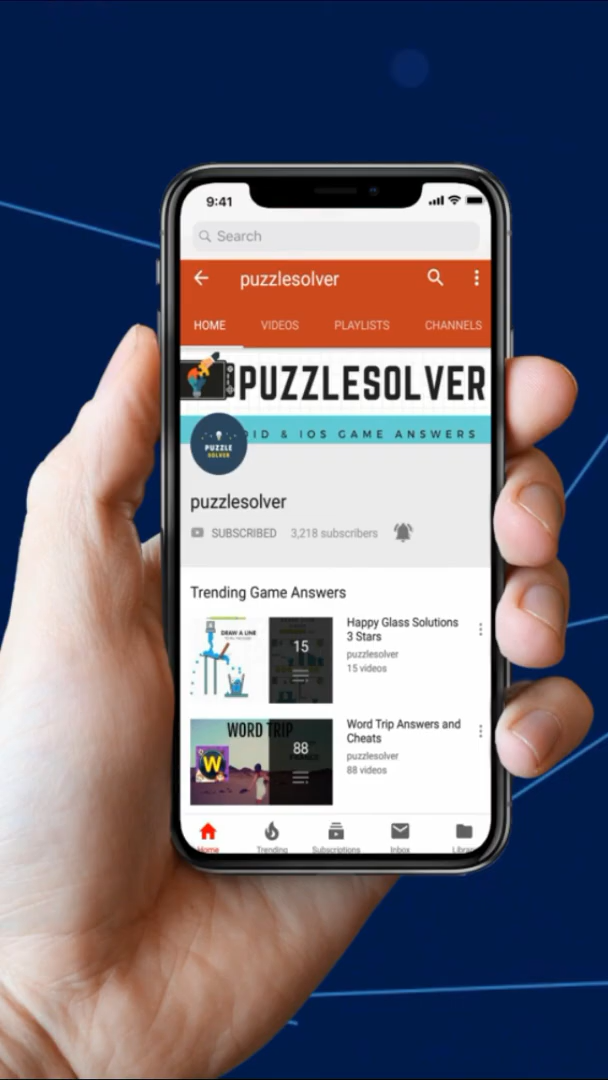 9:41
Search
puzzlesolver
HOME VIDEOS PLAYLISTS CHANNELS
PUZZLESOLVER
OID & IOS GAME ANSWERS
PUZZLE
SOLVER
puzzlesolver
SUBSCRIBED 3,218 subscribers
Trending Game Answers
DRAW A LINE
15
Happy Glass Solutions
3 Stars
puzzlesolver
15 videos
WORD TRIP
W
88
Word Trip Answers and
Cheats
puzzlesolver
88 videos
Home Trending Subscriptions Inbox Library